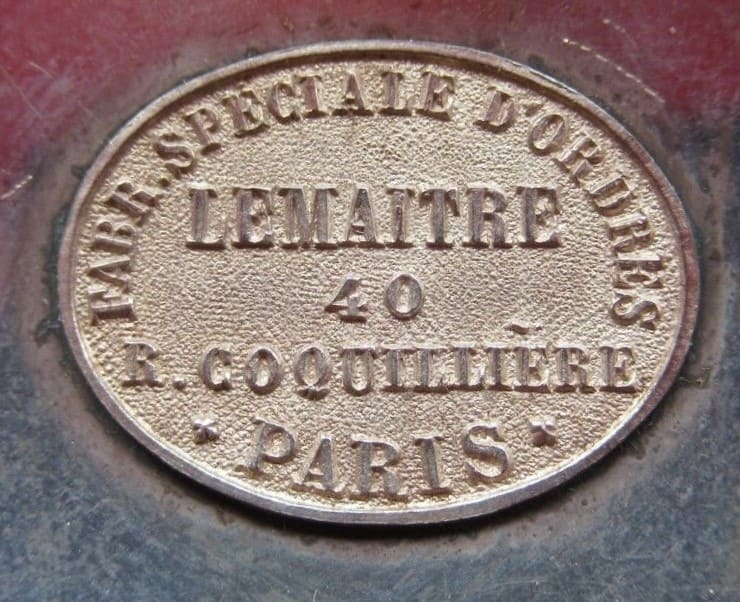 FABR. SPECIALE D'ORDRES
LEMAITRE
40
R. COQUILLIÈRE
* PARIS *